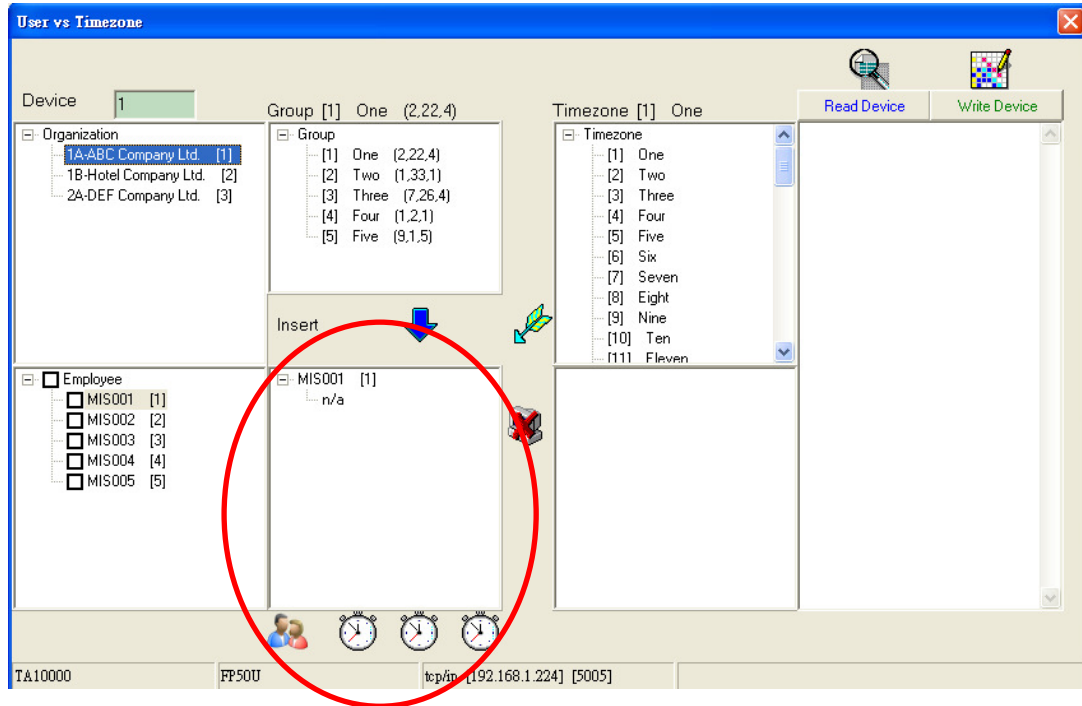 User vs Timezone
Device 1
Group [1] One (2,22,4)
Timezone [1] One
Read Device
Write Device
Organization
1A-ABC Company Ltd. [1]
1B-Hotel Company Ltd. [2]
2A-DEF Company Ltd. [3]
Group
[1] One (2,22,4)
[2] Two (1,33,1)
[3] Three (7,26,4)
[4] Four (1,2,1)
[5] Five (9,1,5)
Timezone
[1] One
[2] Two
[3] Three
[4] Four
[5] Five
[6] Six
[7] Seven
[8] Eight
[9] Nine
[10] Ten
[11] Eleven
Insert
Employee
MIS001 [1]
MIS002 [2]
MIS003 [3]
MIS004 [4]
MIS005 [5]
MIS001 [1]
n/a
TA10000
FP50U
tcp/ip [192.168.1.224] [5005]